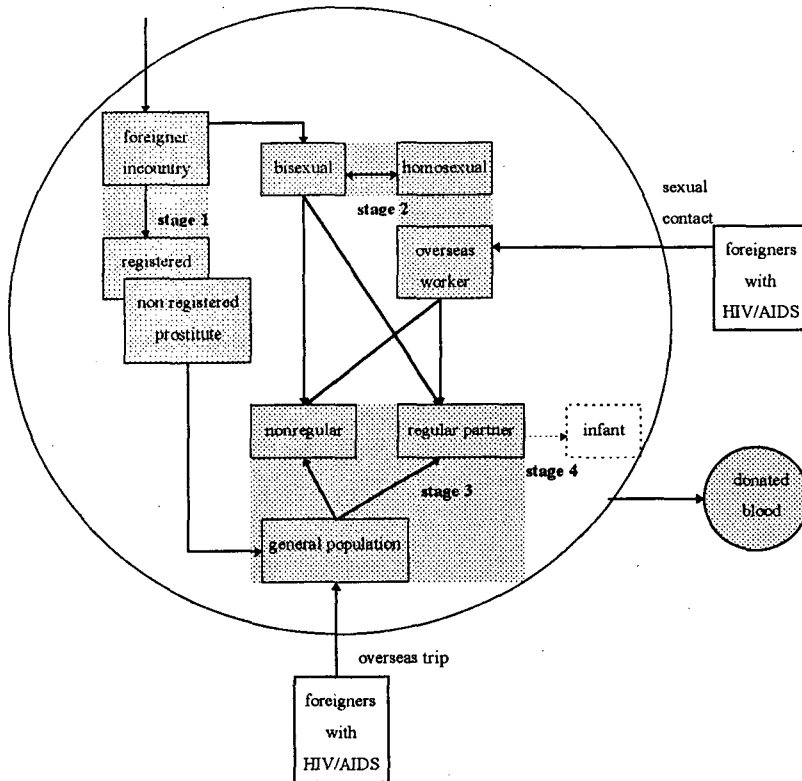 foreigner
incountry
bisexual
homosexual
stage 1
stage 2
registered
non registered
prostitute
overseas
worker
sexual
contact
foreigners
with
HIV/AIDS
nonregular
regular partner
infant
stage 3
stage 4
general population
donated
blood
overseas trip
foreigners
with
HIV/AIDS